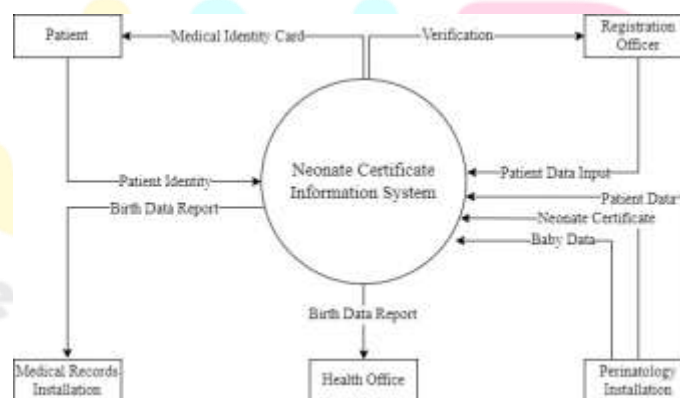 Patient
Medical Identity Card
Verification
Registration
Officer
Neonate Certificate
Information System
Patient Identity
Patient Data Input
Birth Data Report
Patient Data
Neonate Certificate
Baby Data
Birth Data Report
Medical Records
Installation
Health Office
Perinatology
Installation